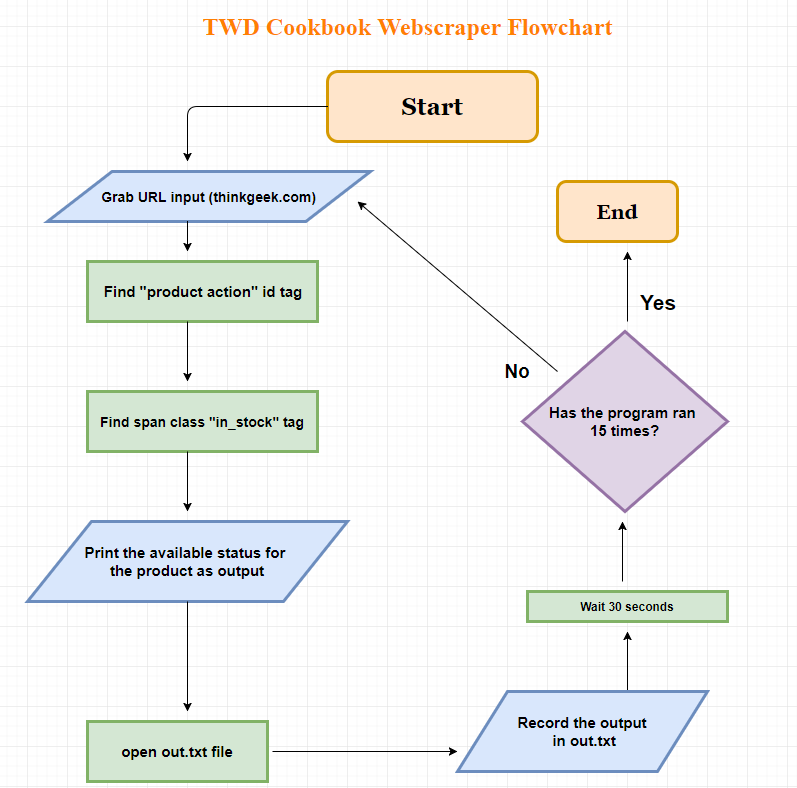 TWD Cookbook Webscraper Flowchart
Start
Grab URL input (thinkgeek.com)
Find "product action" id tag
Find span class "in_stock" tag
Print the available status for
the product as output
open out.txt file
Record the output
in out.txt
Wait 30 seconds
Has the program ran
15 times?
No
Yes
End